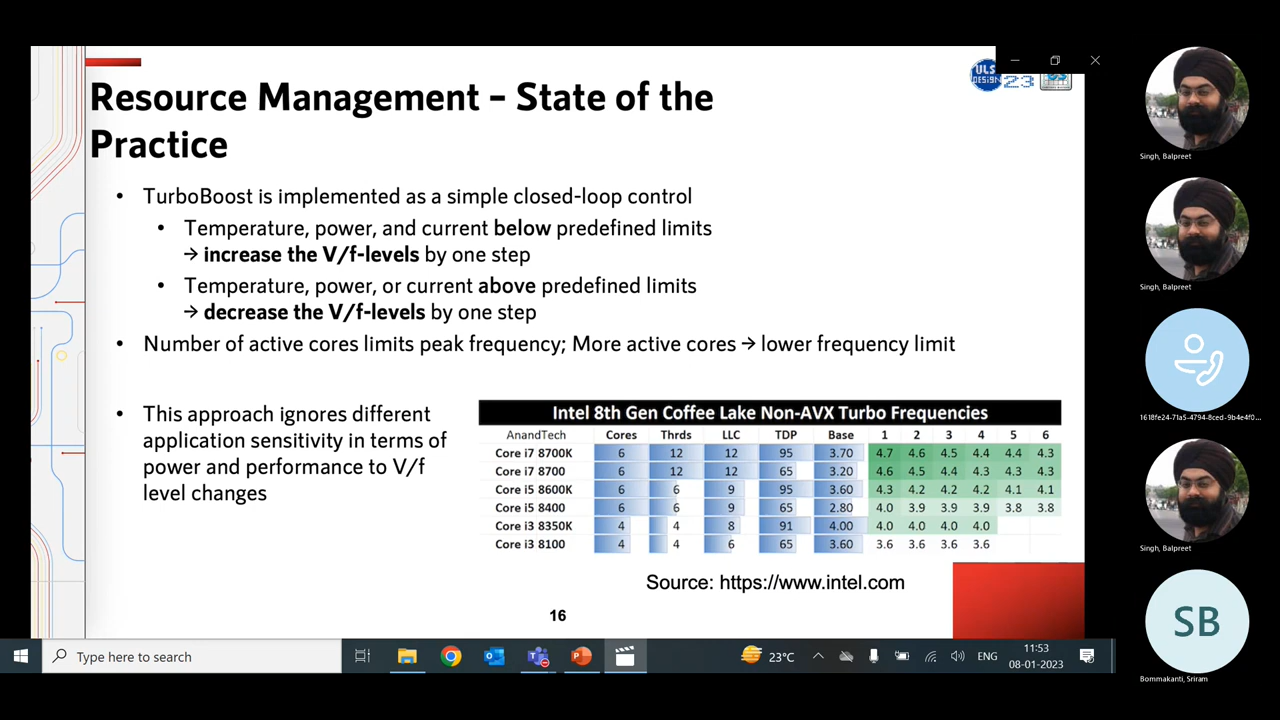 Resource Management – State of the
Practice
ULS
DESIGN
23
• TurboBoost is implemented as a simple closed-loop control
• Temperature, power, and current below predefined limits
→ increase the V/f-levels by one step
• Temperature, power, or current above predefined limits
→ decrease the V/f-levels by one step
• Number of active cores limits peak frequency; More active cores → lower frequency limit
• This approach ignores different
application sensitivity in terms of
power and performance to V/f
level changes
Intel 8th Gen Coffee Lake Non-AVX Turbo Frequencies
AnandTech Cores Thrds LLC TDP Base 1 2 3 4 5 6
Core i7 8700K 6 12 12 95 3.70 4.7 4.6 4.5 4.4 4.4 4.3
Core i7 8700 6 12 12 65 3.20 4.6 4.5 4.4 4.3 4.3 4.3
Core i5 8600K 6 6 9 95 3.60 4.3 4.2 4.2 4.2 4.1 4.1
Core i5 8400 6 6 9 65 2.80 4.0 3.9 3.9 3.9 3.8 3.8
Core i3 8350K 4 4 8 91 4.00 4.0 4.0 4.0 4.0
Core i3 8100 4 4 6 65 3.60 3.6 3.6 3.6 3.6
Source: https://www.intel.com
16
Type here to search
23°C
ENG
11:53
08-01-2023
Singh, Balpreet
Singh, Balpreet
1618fe24-71a5-4794-8ced-9b4e4f0...
Singh, Balpreet
SB
Bommakanti, Sriram